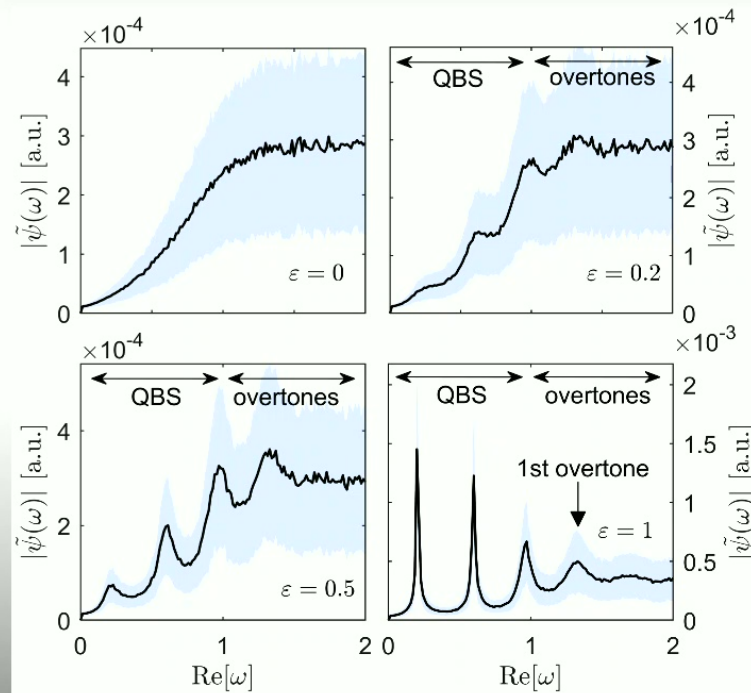 ×10⁻⁴
4
3
2
1
0
|ψ̃(ω)| [a.u.]
ε = 0
×10⁻⁴
QBS
overtones
4
3
2
1
0
|ψ̃(ω)| [a.u.]
ε = 0.2
×10⁻⁴
QBS
overtones
4
2
0
|ψ̃(ω)| [a.u.]
ε = 0.5
0
1
2
Re[ω]
×10⁻³
QBS
overtones
1st overtone
2
1.5
1
0.5
0
|ψ̃(ω)| [a.u.]
ε = 1
0
1
2
Re[ω]